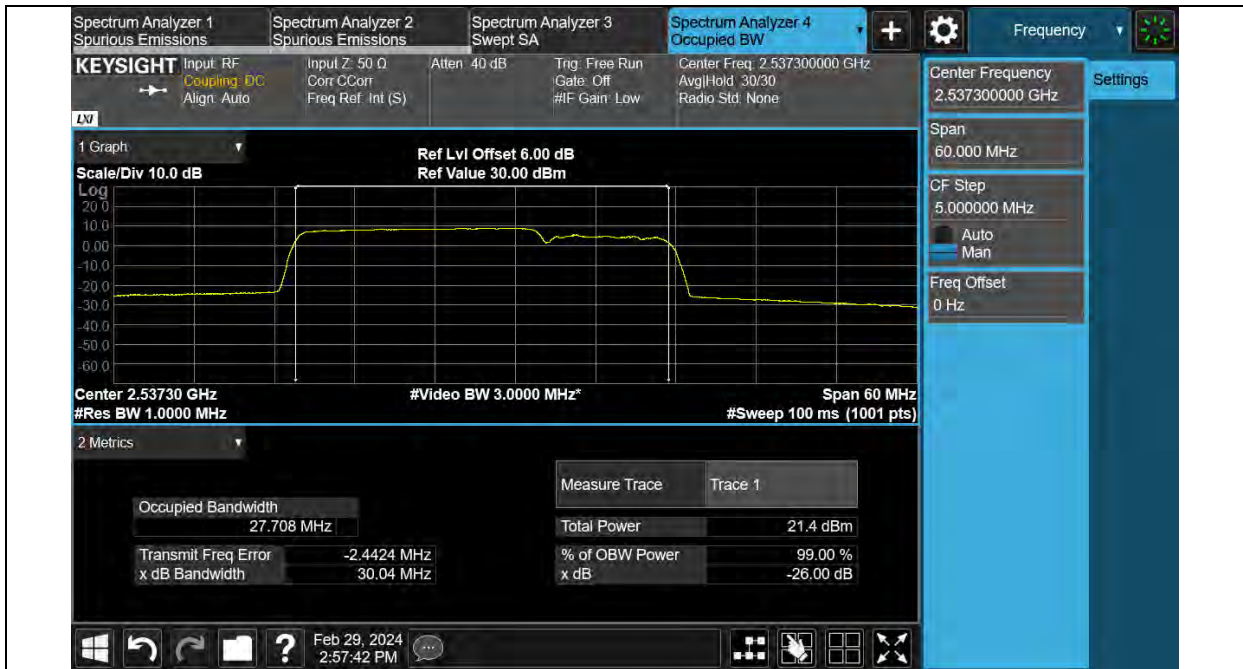 Spectrum Analyzer 1
Spurious Emissions
Spectrum Analyzer 2
Spurious Emissions
Spectrum Analyzer 3
Swept SA
Spectrum Analyzer 4
Occupied BW
Frequency
KEYSIGHT
LXI
Input: RF
Coupling: DC
Align: Auto
Input Z: 50 Ω
Corr CCorr
Freq Ref: Int (S)
Atten: 40 dB
Trig: Free Run
Gate: Off
#IF Gain: Low
Center Freq: 2.537300000 GHz
Avg|Hold: 30/30
Radio Std: None
Center Frequency
2.537300000 GHz
Settings
Span
60.000 MHz
CF Step
5.000000 MHz
Auto
Man
Freq Offset
0 Hz
1 Graph
Scale/Div 10.0 dB
Ref Lvl Offset 6.00 dB
Ref Value 30.00 dBm
Log
20.0
10.0
0.00
-10.0
-20.0
-30.0
-40.0
-50.0
-60.0
Center 2.53730 GHz
#Video BW 3.0000 MHz*
Span 60 MHz
#Res BW 1.0000 MHz
#Sweep 100 ms (1001 pts)
2 Metrics
Measure Trace Trace 1
Occupied Bandwidth
27.708 MHz
Total Power 21.4 dBm
Transmit Freq Error -2.4424 MHz
% of OBW Power 99.00 %
x dB Bandwidth 30.04 MHz
x dB -26.00 dB
Feb 29, 2024
2:57:42 PM